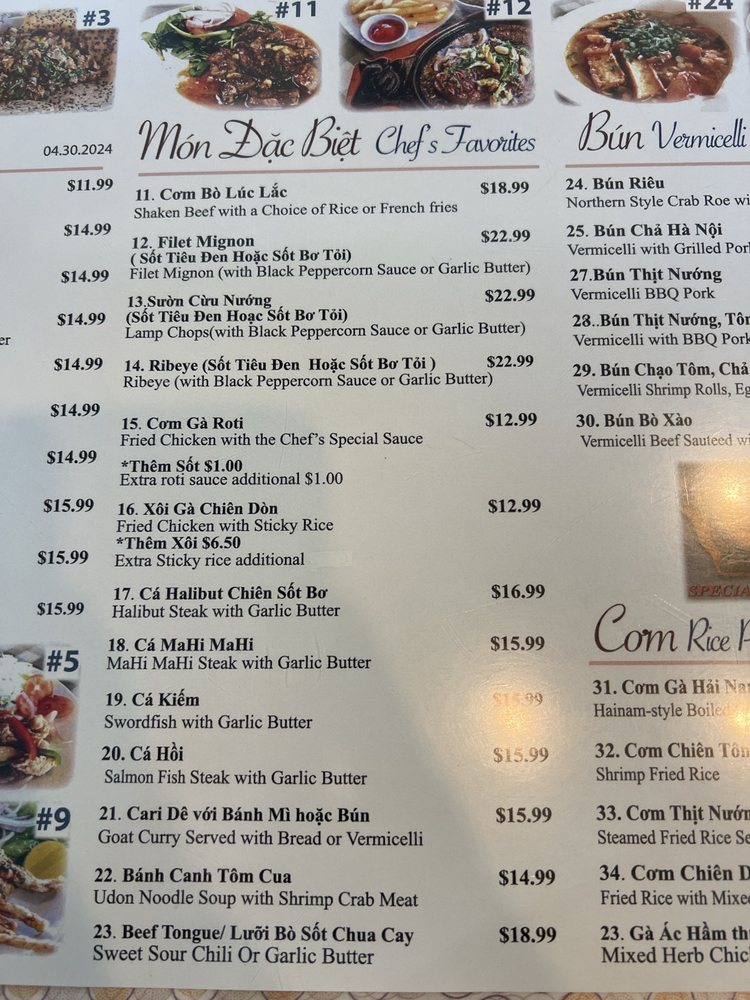 #3
#11
#12
#24
04.30.2024
$11.99
$14.99
$14.99
$14.99
er
$14.99
$14.99
$14.99
$15.99
$15.99
$15.99
#5
#9
Món Đặc Biệt Chef's Favorites
11. Cơm Bò Lúc Lắc $18.99
Shaken Beef with a Choice of Rice or French fries
12. Filet Mignon $22.99
( Sốt Tiêu Đen Hoặc Sốt Bơ Tỏi)
Filet Mignon (with Black Peppercorn Sauce or Garlic Butter)
13.Sườn Cừu Nướng $22.99
(Sốt Tiêu Đen Hoạc Sốt Bơ Tỏi)
Lamp Chops(with Black Peppercorn Sauce or Garlic Butter)
14. Ribeye (Sốt Tiêu Đen Hoặc Sốt Bơ Tỏi ) $22.99
Ribeye (with Black Peppercorn Sauce or Garlic Butter)
15. Cơm Gà Roti $12.99
Fried Chicken with the Chef's Special Sauce
*Thêm Sốt $1.00
Extra roti sauce additional $1.00
16. Xôi Gà Chiên Dòn $12.99
Fried Chicken with Sticky Rice
*Thêm Xôi $6.50
Extra Sticky rice additional
17. Cá Halibut Chiên Sốt Bơ $16.99
Halibut Steak with Garlic Butter
18. Cá MaHi MaHi $15.99
MaHi MaHi Steak with Garlic Butter
19. Cá Kiếm $15.99
Swordfish with Garlic Butter
20. Cá Hồi $15.99
Salmon Fish Steak with Garlic Butter
21. Cari Dê với Bánh Mì hoặc Bún $15.99
Goat Curry Served with Bread or Vermicelli
22. Bánh Canh Tôm Cua $14.99
Udon Noodle Soup with Shrimp Crab Meat
23. Beef Tongue/ Lưỡi Bò Sốt Chua Cay $18.99
Sweet Sour Chili Or Garlic Butter
Bún Vermicelli
24. Bún Riêu
Northern Style Crab Roe
25. Bún Chả Hà Nội
Vermicelli with Grilled
27.Bún Thịt Nướng
Vermicelli BBQ Pork
28..Bún Thịt Nướng,
Vermicelli with BBQ Pork
29. Bún Chạo Tôm, Chả
Vermicelli Shrimp Rolls,
30. Bún Bò Xào
Vermicelli Beef Sauteed
Cơm Rice
31. Cơm Gà Hải
Hainam-style Boiled
32. Cơm Chiên
Shrimp Fried Rice
33. Cơm Thịt
Steamed Fried Rice
34. Cơm Chiên
Fried Rice with
23. Gà Ác Hầm
Mixed Herb